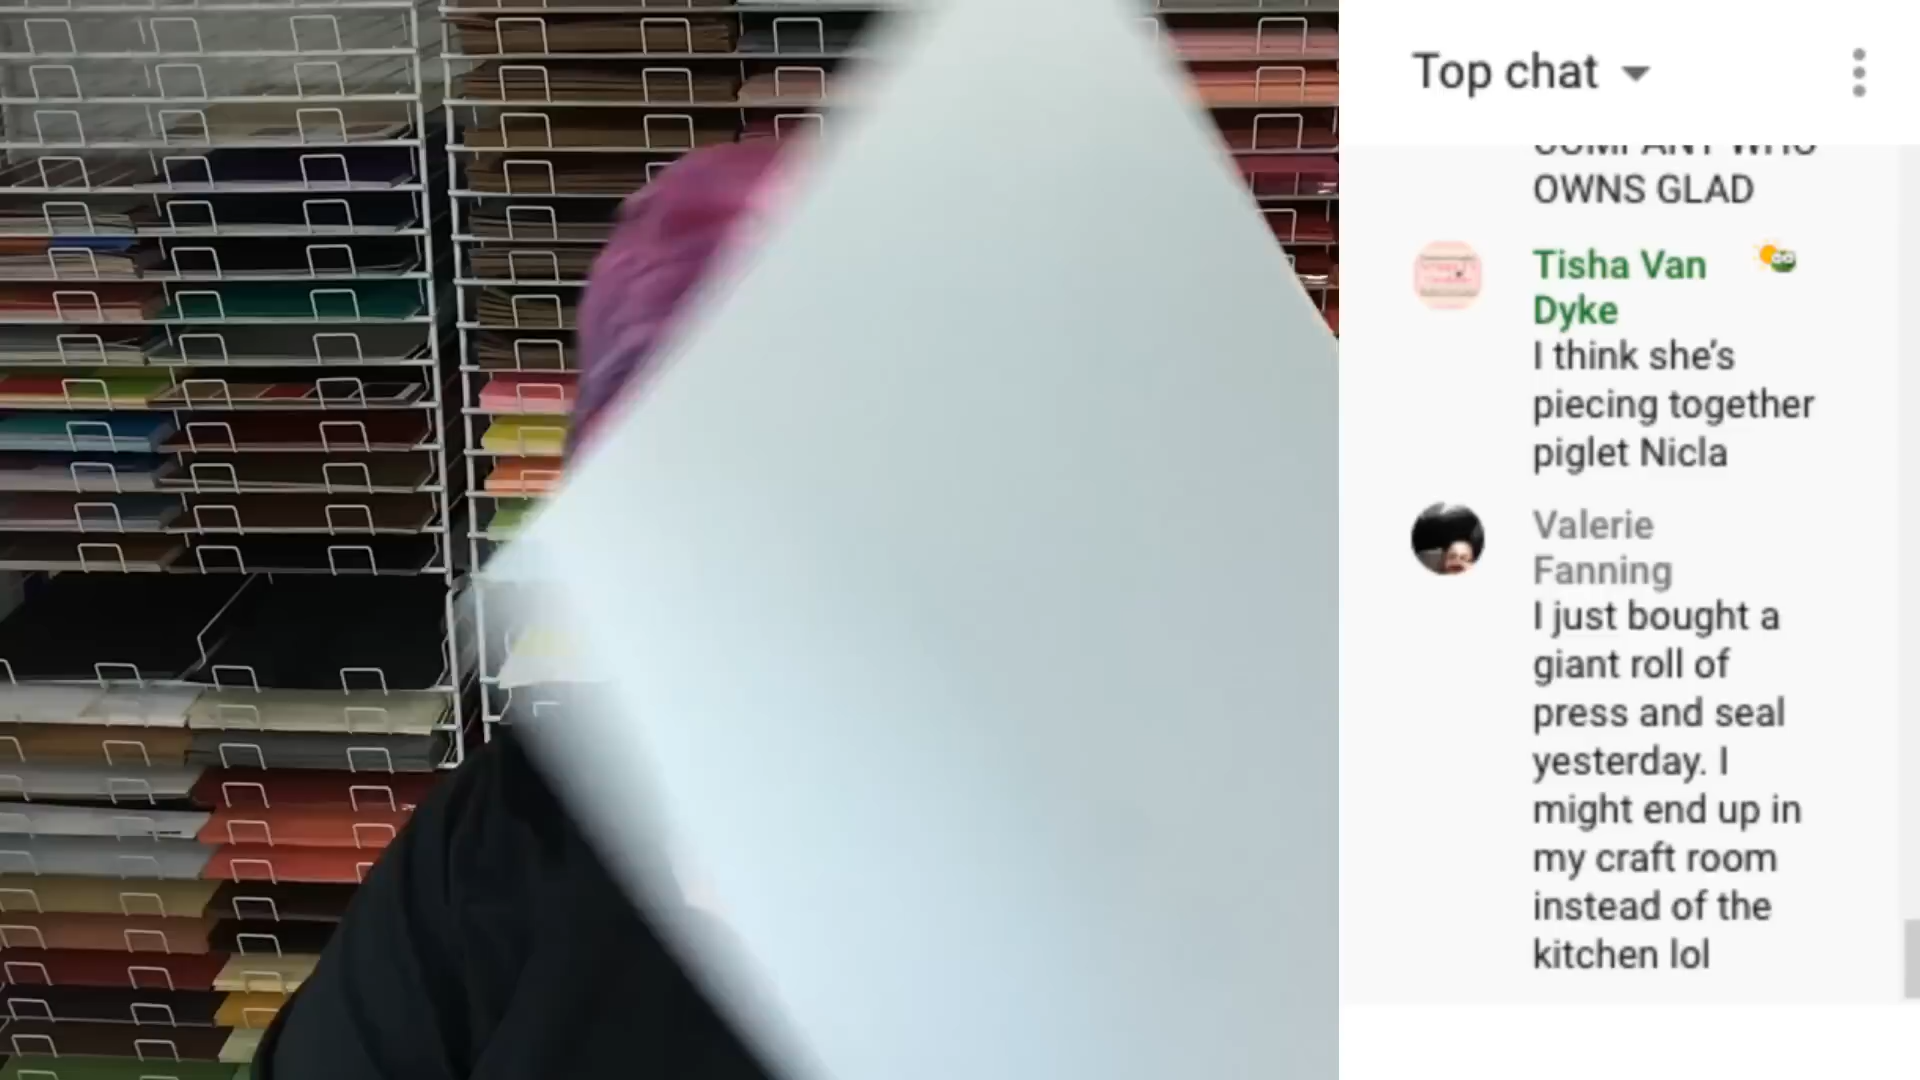 Top chat
OWNS GLAD
Tisha Van
Dyke
I think she's
piecing together
piglet Nicla
Valerie
Fanning
I just bought a
giant roll of
press and seal
yesterday. I
might end up in
my craft room
instead of the
kitchen lol